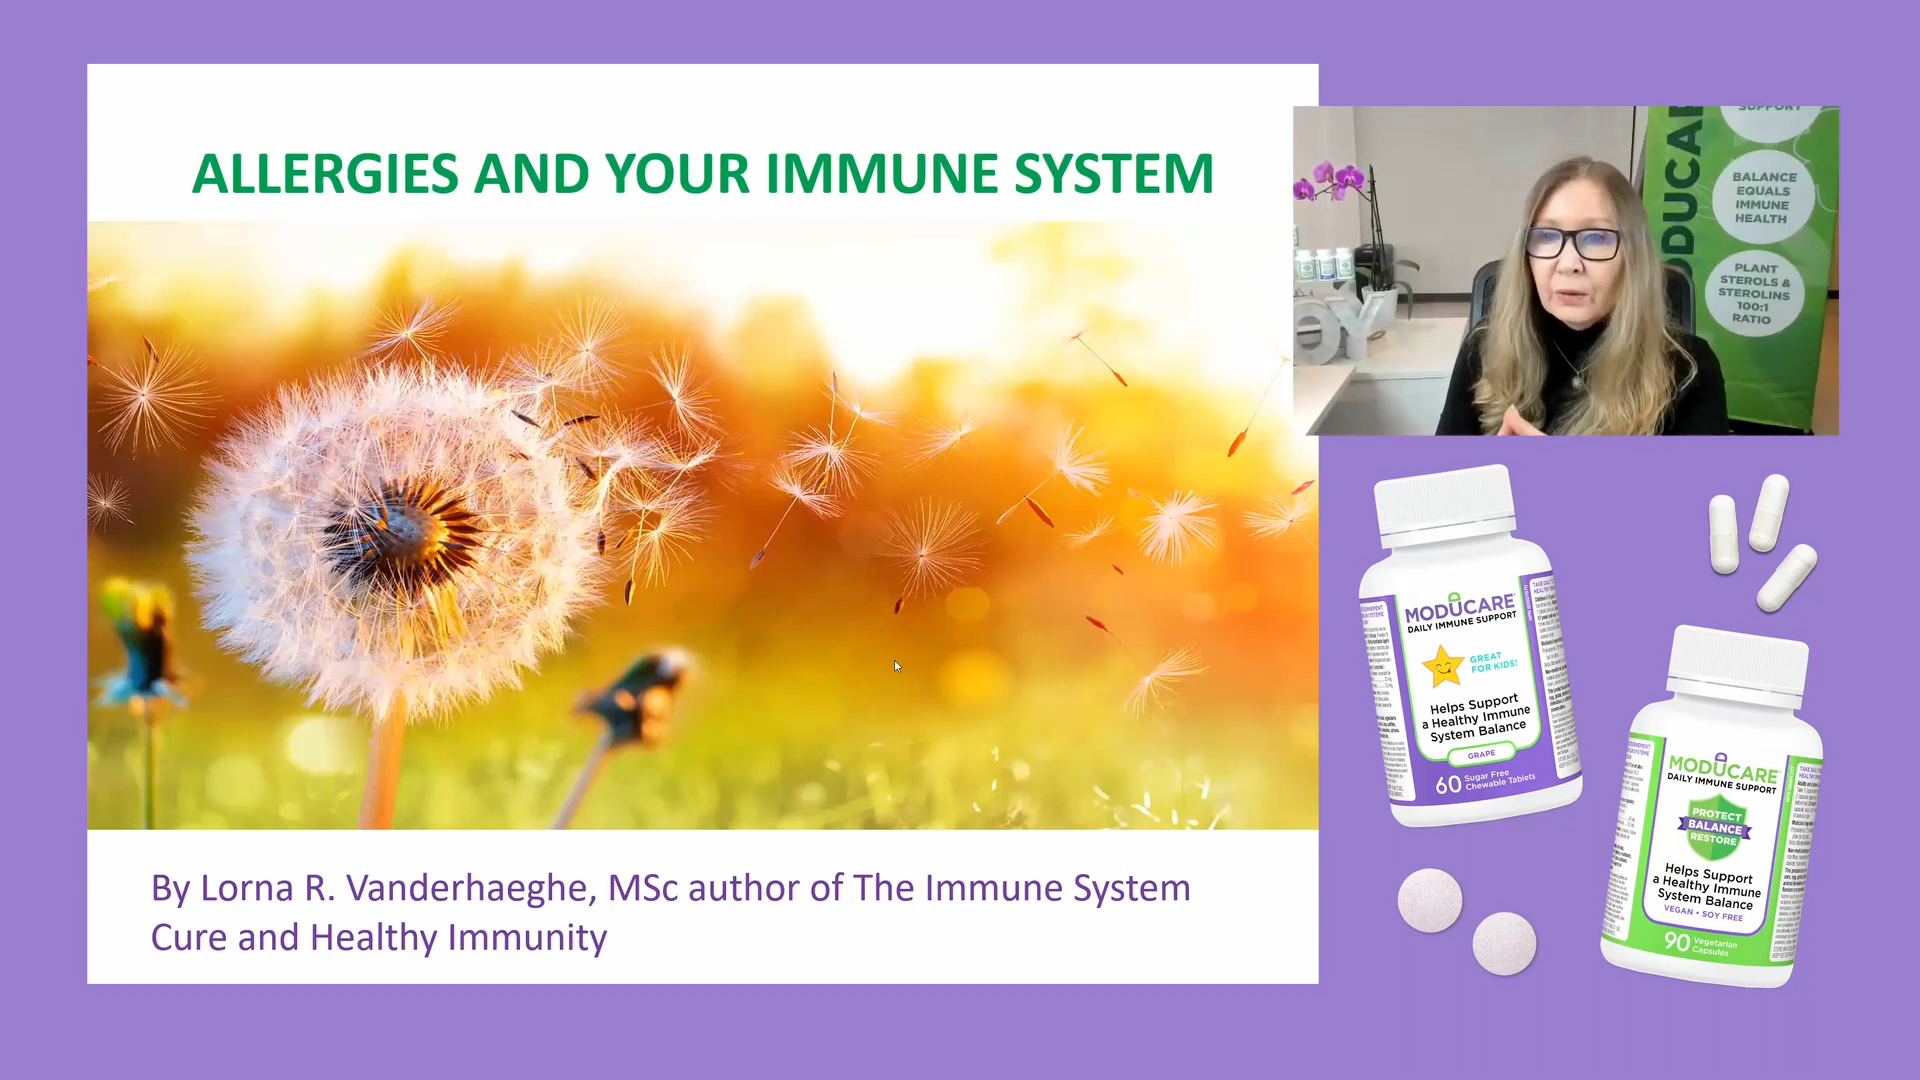 ALLERGIES AND YOUR IMMUNE SYSTEM
By Lorna R. Vanderhaeghe, MSc author of The Immune System
Cure and Healthy Immunity
SUPPORT
BALANCE
EQUALS
IMMUNE
HEALTH
PLANT
STEROLS &
STEROLINS
100:1
RATIO
MODUCARE
DAILY IMMUNE SUPPORT
GREAT
FOR KIDS!
Helps Support
a Healthy Immune
System Balance
GRAPE
60 Sugar Free
Chewable Tablets
MODUCARE
DAILY IMMUNE SUPPORT
PROTECT
BALANCE
RESTORE
Helps Support
a Healthy Immune
System Balance
VEGAN • SOY FREE
90 Vegetarian
Capsules